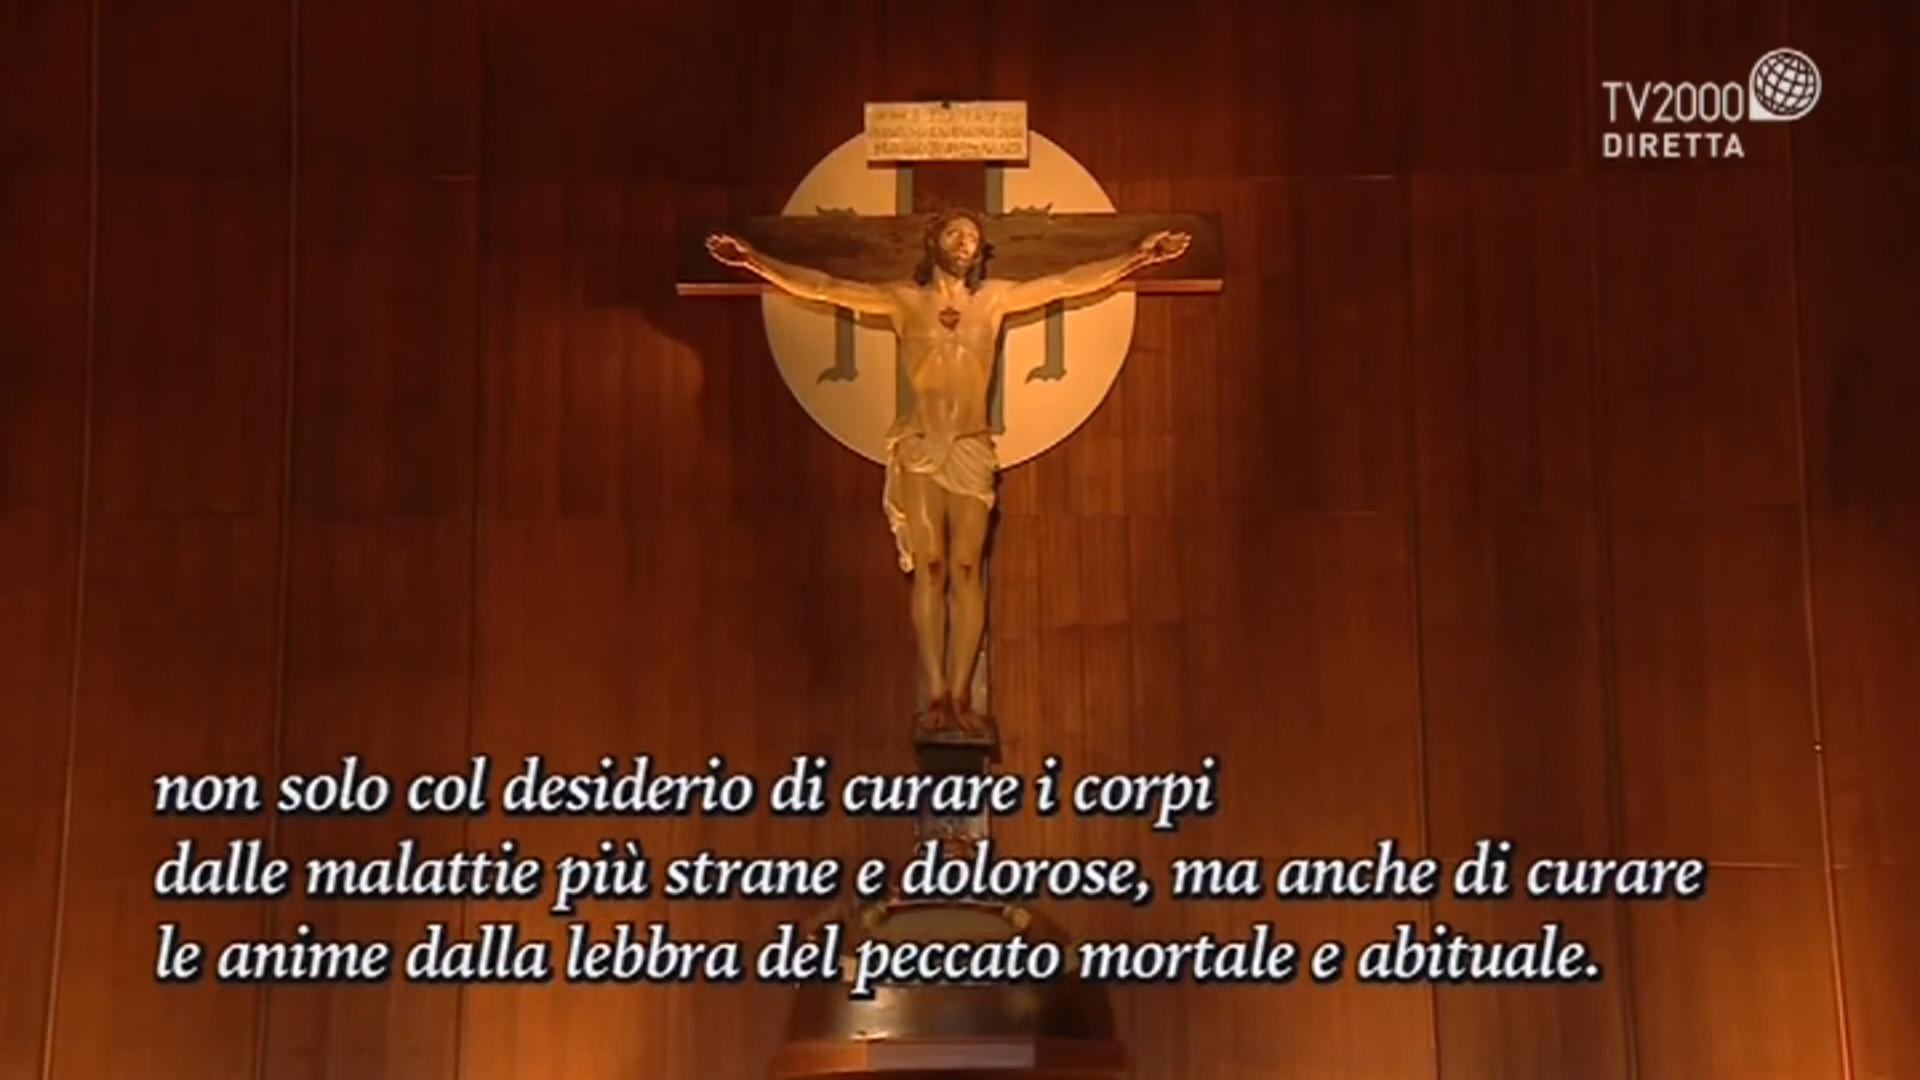 TV2000
DIRETTA
non solo col desiderio di curare i corpi
dalle malattie più strane e dolorose, ma anche di curare
le anime dalla lebbra del peccato mortale e abituale.